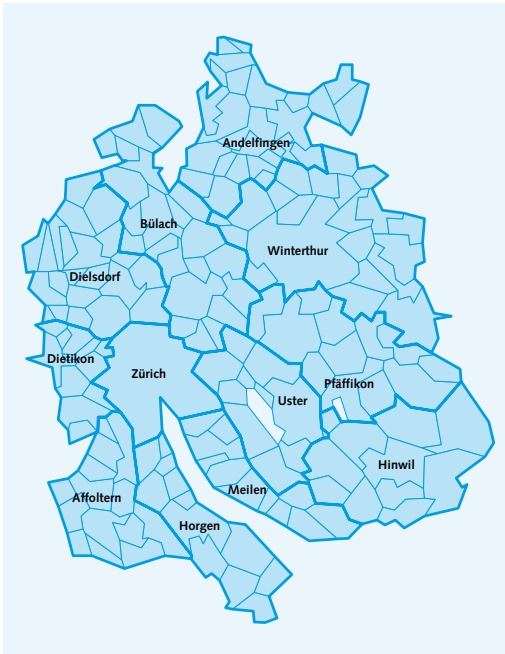 Andelfingen
Bülach
Winterthur
Dielsdorf
Dietikon
Zürich
Pfäffikon
Uster
Hinwil
Meilen
Affoltern
Horgen